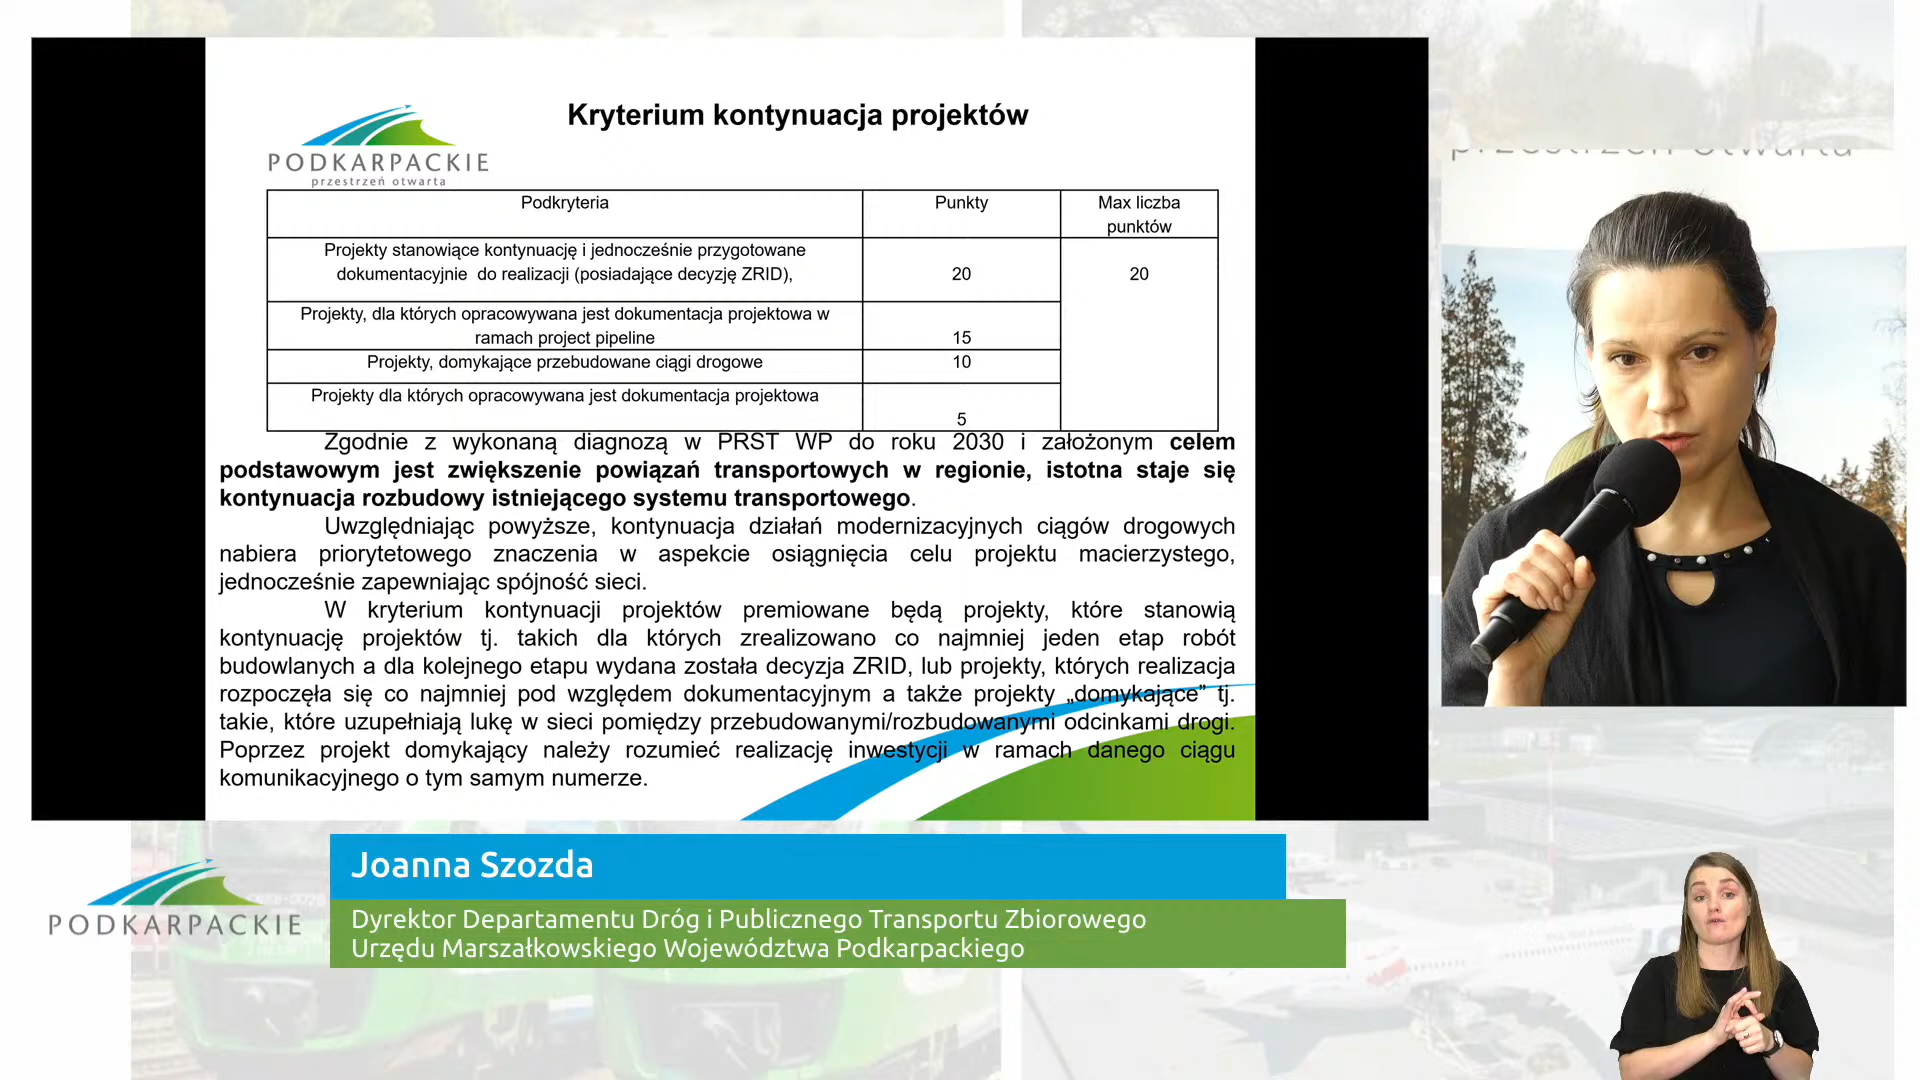 Kryterium kontynuacja projektów
PODKARPACKIE
przestrzeń otwarta
Podkryteria
Punkty
Max liczba
punktów
Projekty stanowiące kontynuację i jednocześnie przygotowane
dokumentacyjnie do realizacji (posiadające decyzję ZRID),
20
20
Projekty, dla których opracowywana jest dokumentacja projektowa w
ramach project pipeline
15
Projekty, domykające przebudowane ciągi drogowe
10
Projekty dla których opracowywana jest dokumentacja projektowa
5
Zgodnie z wykonaną diagnozą w PRST WP do roku 2030 i założonym celem
podstawowym jest zwiększenie powiązań transportowych w regionie, istotna staje się
kontynuacja rozbudowy istniejącego systemu transportowego.
Uwzględniając powyższe, kontynuacja działań modernizacyjnych ciągów drogowych
nabiera priorytetowego znaczenia w aspekcie osiągnięcia celu projektu macierzystego,
jednocześnie zapewniając spójność sieci.
W kryterium kontynuacji projektów premiowane będą projekty, które stanowią
kontynuację projektów tj. takich dla których zrealizowano co najmniej jeden etap robót
budowlanych a dla kolejnego etapu wydana została decyzja ZRID, lub projekty, których realizacja
rozpoczęła się co najmniej pod względem dokumentacyjnym a także projekty „domykające” tj.
takie, które uzupełniają lukę w sieci pomiędzy przebudowanymi/rozbudowanymi odcinkami drogi.
Poprzez projekt domykający należy rozumieć realizację inwestycji w ramach danego ciągu
komunikacyjnego o tym samym numerze.
przestrzeń otwarta
Joanna Szozda
Dyrektor Departamentu Dróg i Publicznego Transportu Zbiorowego
Urzędu Marszałkowskiego Województwa Podkarpackiego
PODKARPACKIE